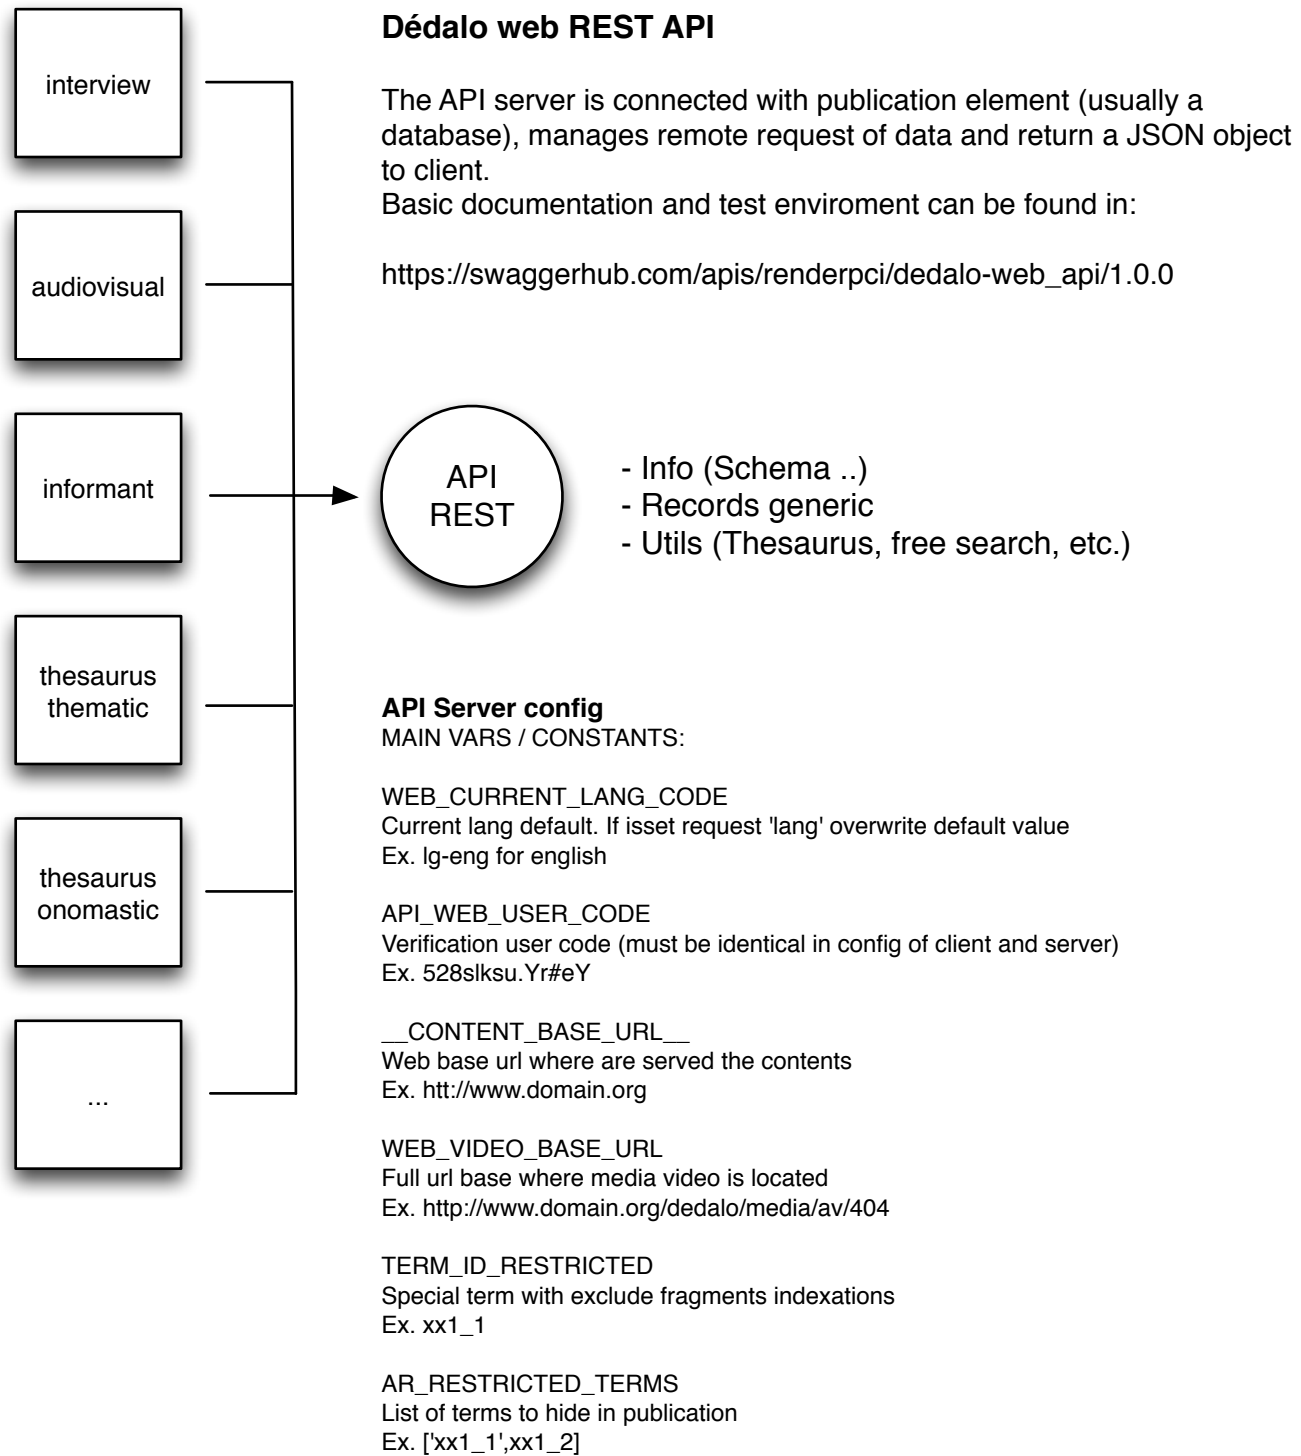 interview
audiovisual
informant
thesaurus
thematic
thesaurus
onomastic
...
Dédalo web REST API
The API server is connected with publication element (usually a
database), manages remote request of data and return a JSON object
to client.
Basic documentation and test enviroment can be found in:
https://swaggerhub.com/apis/renderpci/dedalo-web_api/1.0.0
API
REST
- Info (Schema ..)
- Records generic
- Utils (Thesaurus, free search, etc.)
API Server config
MAIN VARS / CONSTANTS:
WEB_CURRENT_LANG_CODE
Current lang default. If isset request 'lang' overwrite default value
Ex. lg-eng for english
API_WEB_USER_CODE
Verification user code (must be identical in config of client and server)
Ex. 528slksu.Yr#eY
__CONTENT_BASE_URL__
Web base url where are served the contents
Ex. htt://www.domain.org
WEB_VIDEO_BASE_URL
Full url base where media video is located
Ex. http://www.domain.org/dedalo/media/av/404
TERM_ID_RESTRICTED
Special term with exclude fragments indexations
Ex. xx1_1
AR_RESTRICTED_TERMS
List of terms to hide in publication
Ex. ['xx1_1',xx1_2]